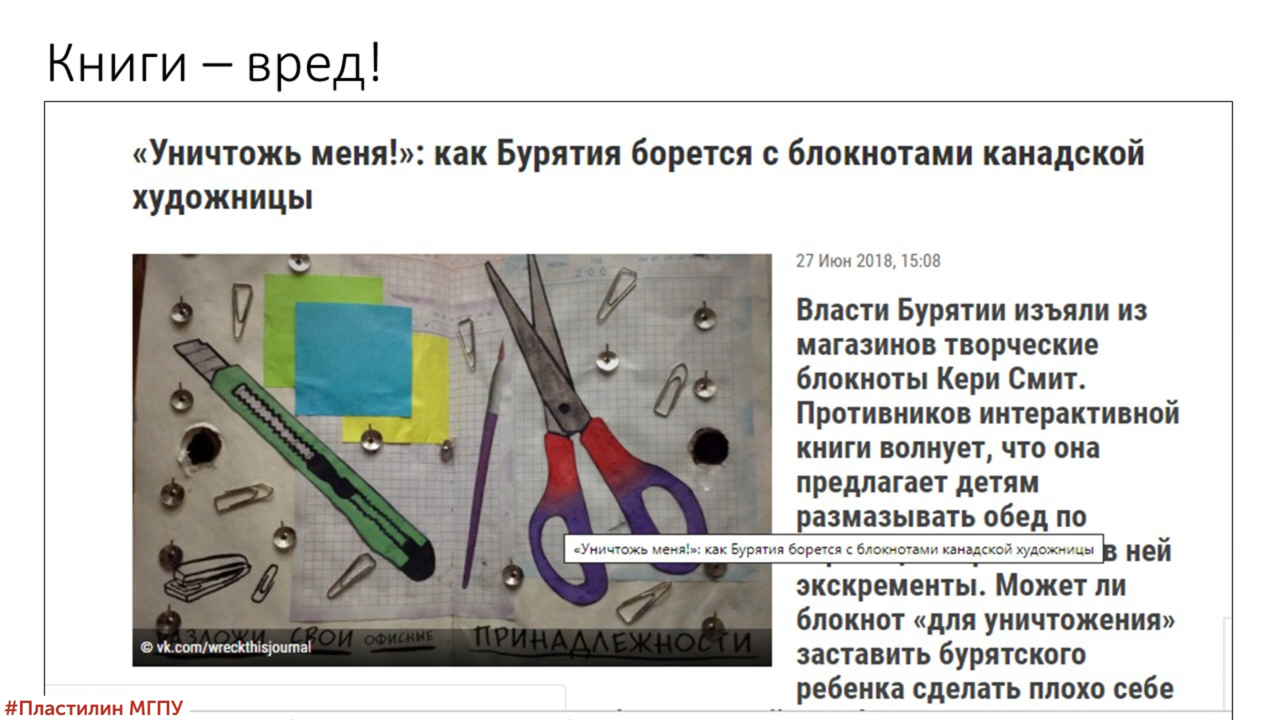 Книги – вред!
«Уничтожь меня!»: как Бурятия борется с блокнотами канадской
художницы
27 Июн 2018, 15:08
Власти Бурятии изъяли из
магазинов творческие
блокноты Кери Смит.
Противников интерактивной
книги волнует, что она
предлагает детям
размазывать обед по
«Уничтожь меня!»: как Бурятия борется с блокнотами канадской художницы
в ней
экскременты. Может ли
блокнот «для уничтожения»
заставить бурятского
ребенка сделать плохо себе
200
РАЗЛОЖИ СВОИ ОФИСНЫЕ ПРИНАДЛЕЖНОСТИ
© vk.com/wreckthisjournal
#Пластилин МГПУ